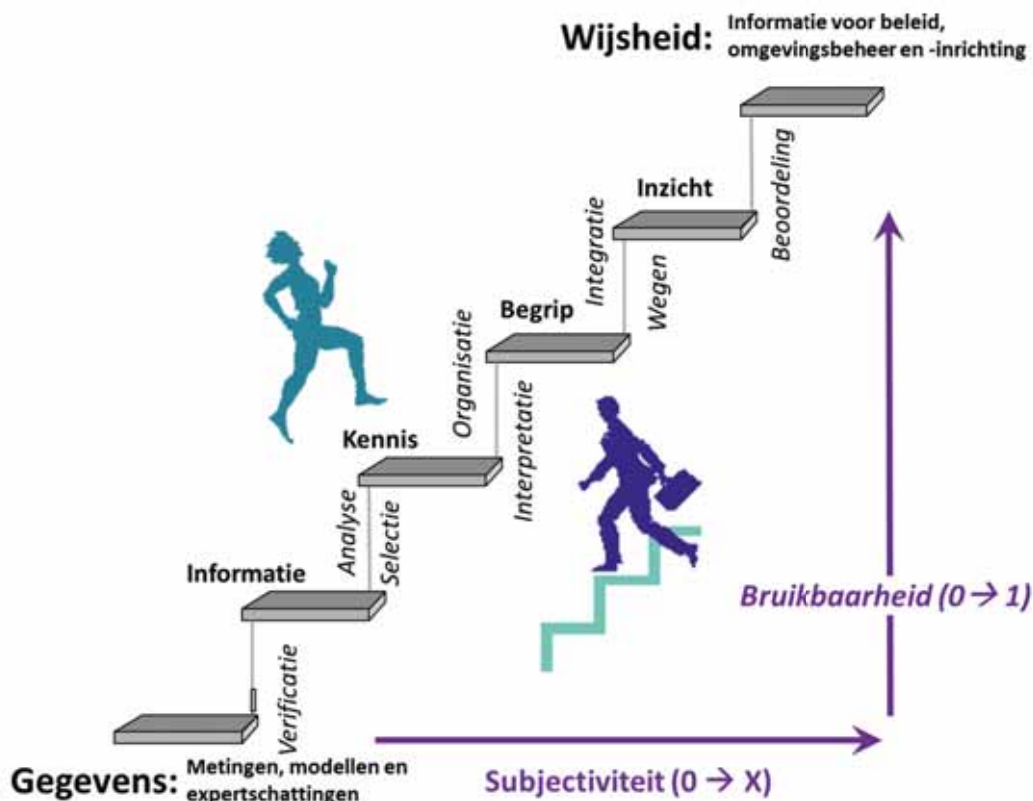 Wijsheid: Informatie voor beleid,
omgevingsbeheer en -inrichting
Beoordeling
Inzicht
Integratie
Wegen
Begrip
Organisatie
Interpretatie
Kennis
Analyse
Selectie
Informatie
Verificatie
Bruikbaarheid (0 → 1)
Gegevens: Metingen, modellen en
expertschattingen
Subjectiviteit (0 → X)